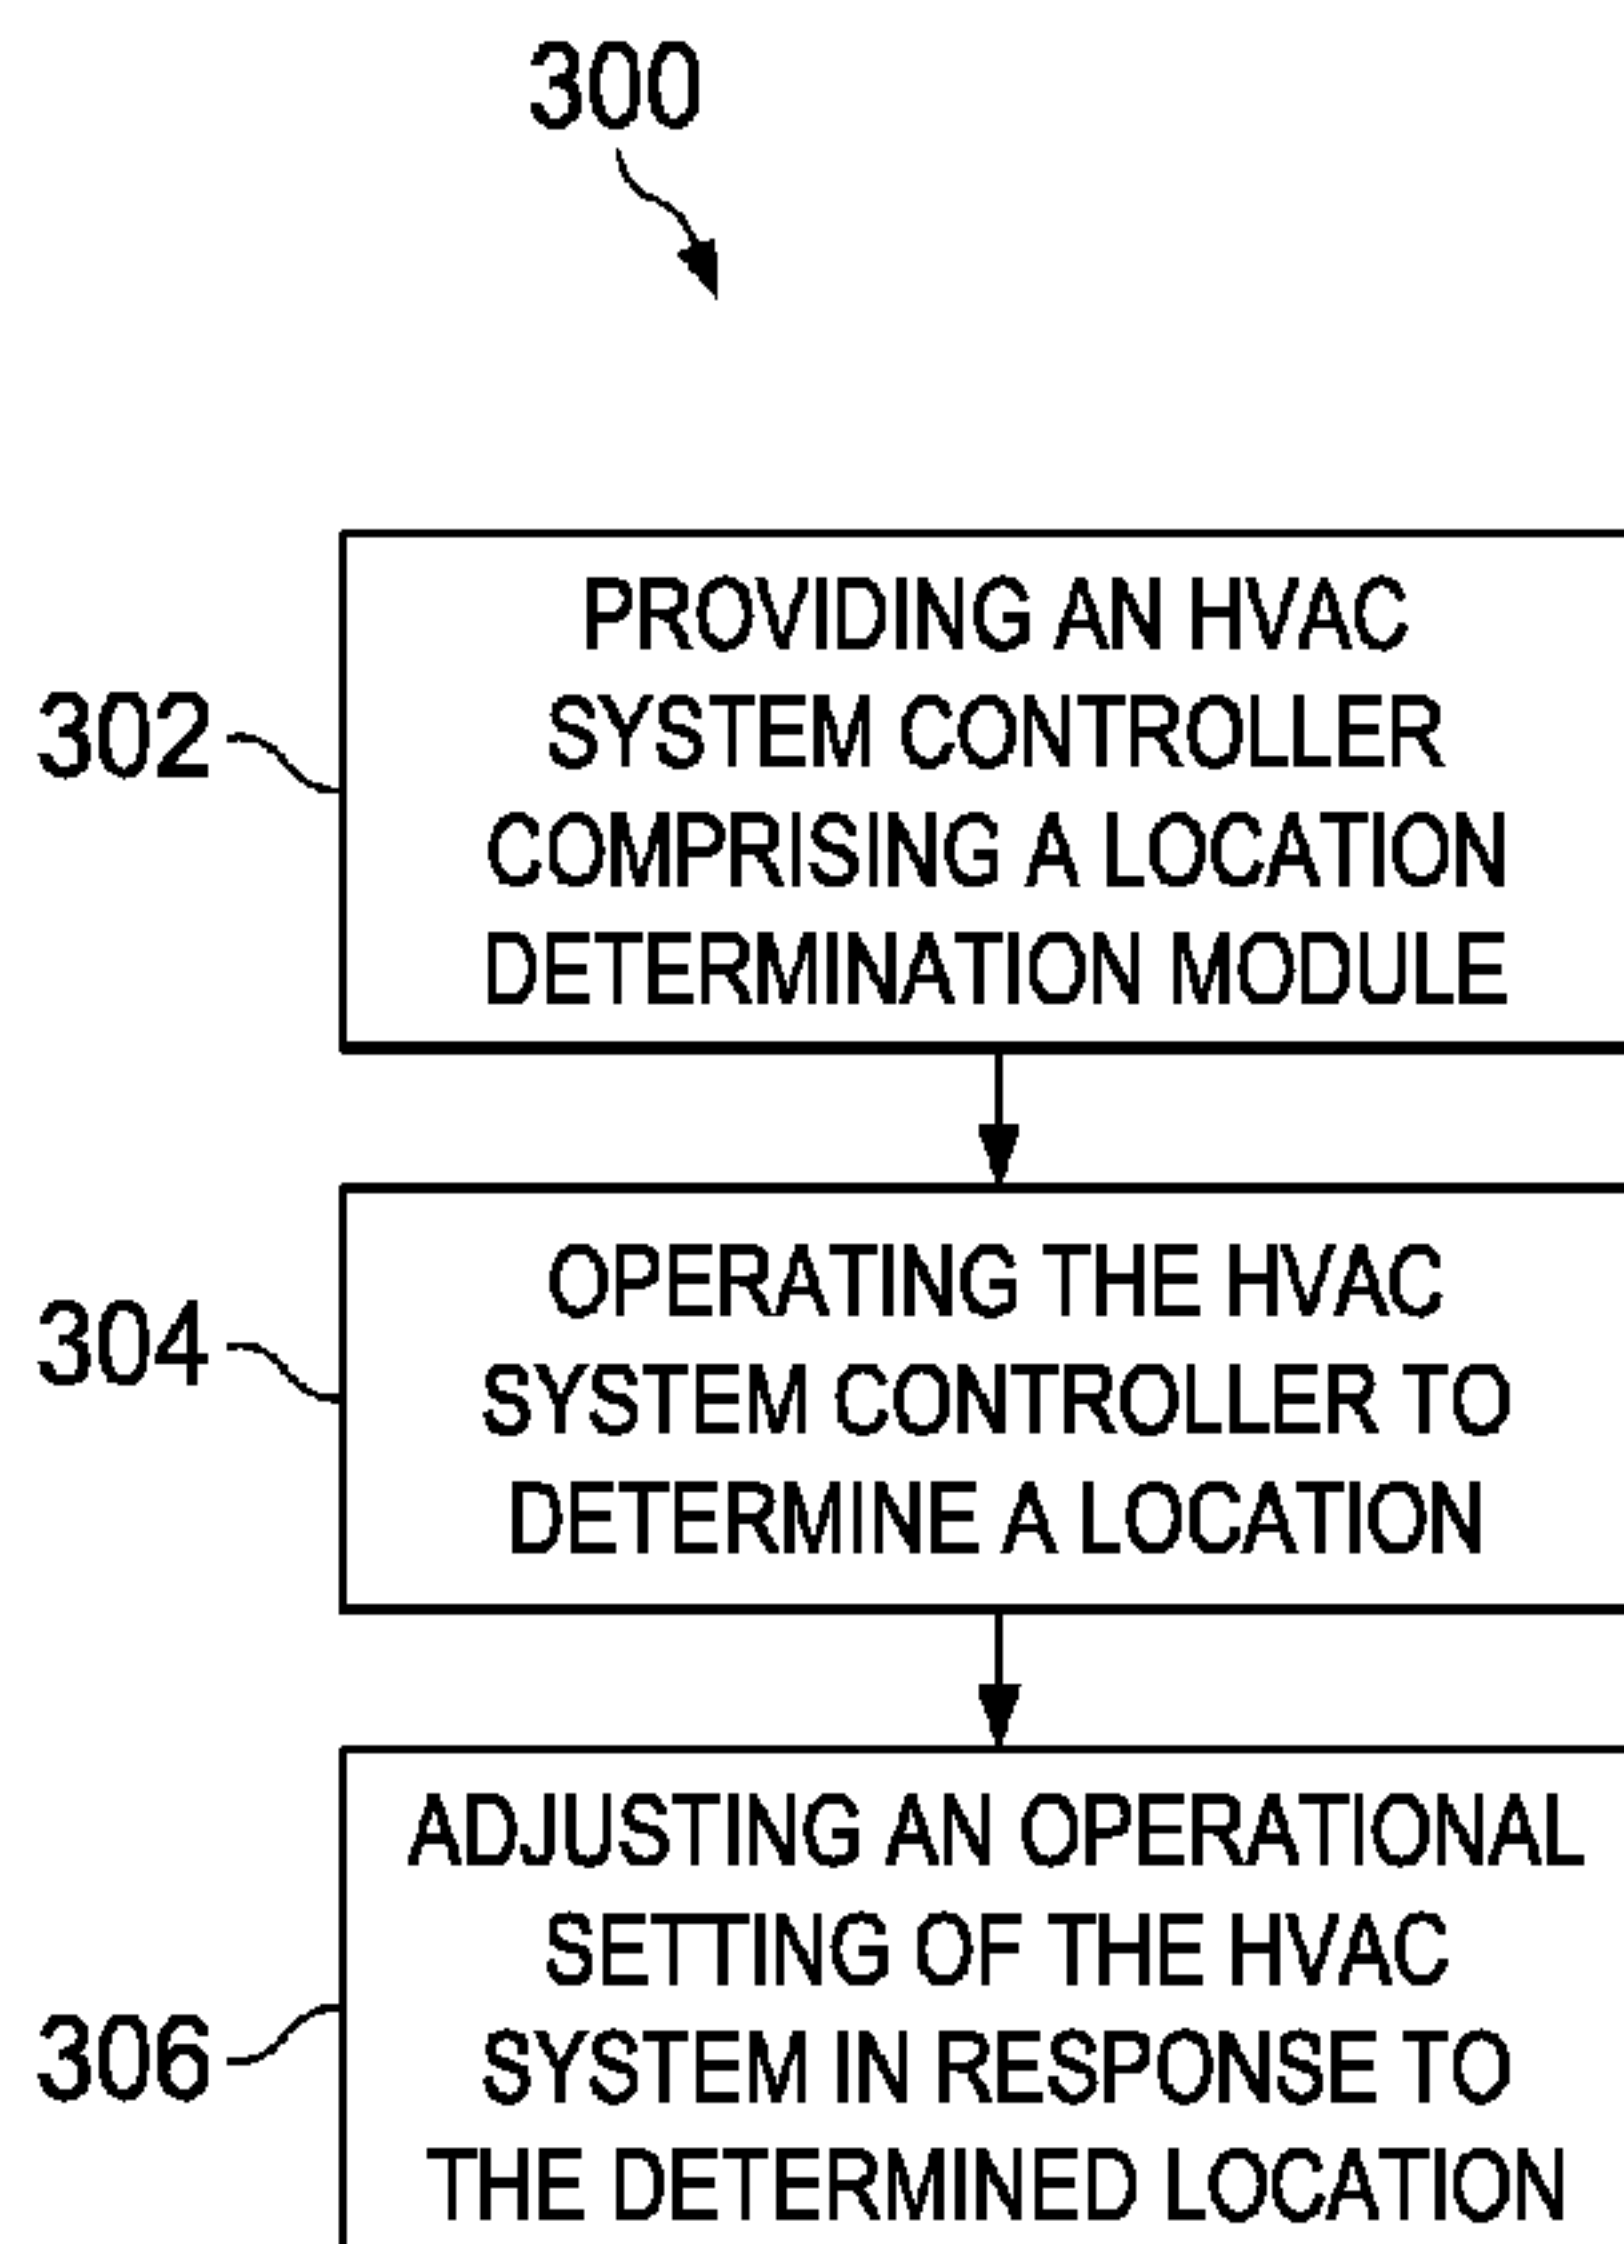 300
302
PROVIDING AN HVAC
SYSTEM CONTROLLER
COMPRISING A LOCATION
DETERMINATION MODULE
304
OPERATING THE HVAC
SYSTEM CONTROLLER TO
DETERMINE A LOCATION
306
ADJUSTING AN OPERATIONAL
SETTING OF THE HVAC
SYSTEM IN RESPONSE TO
THE DETERMINED LOCATION